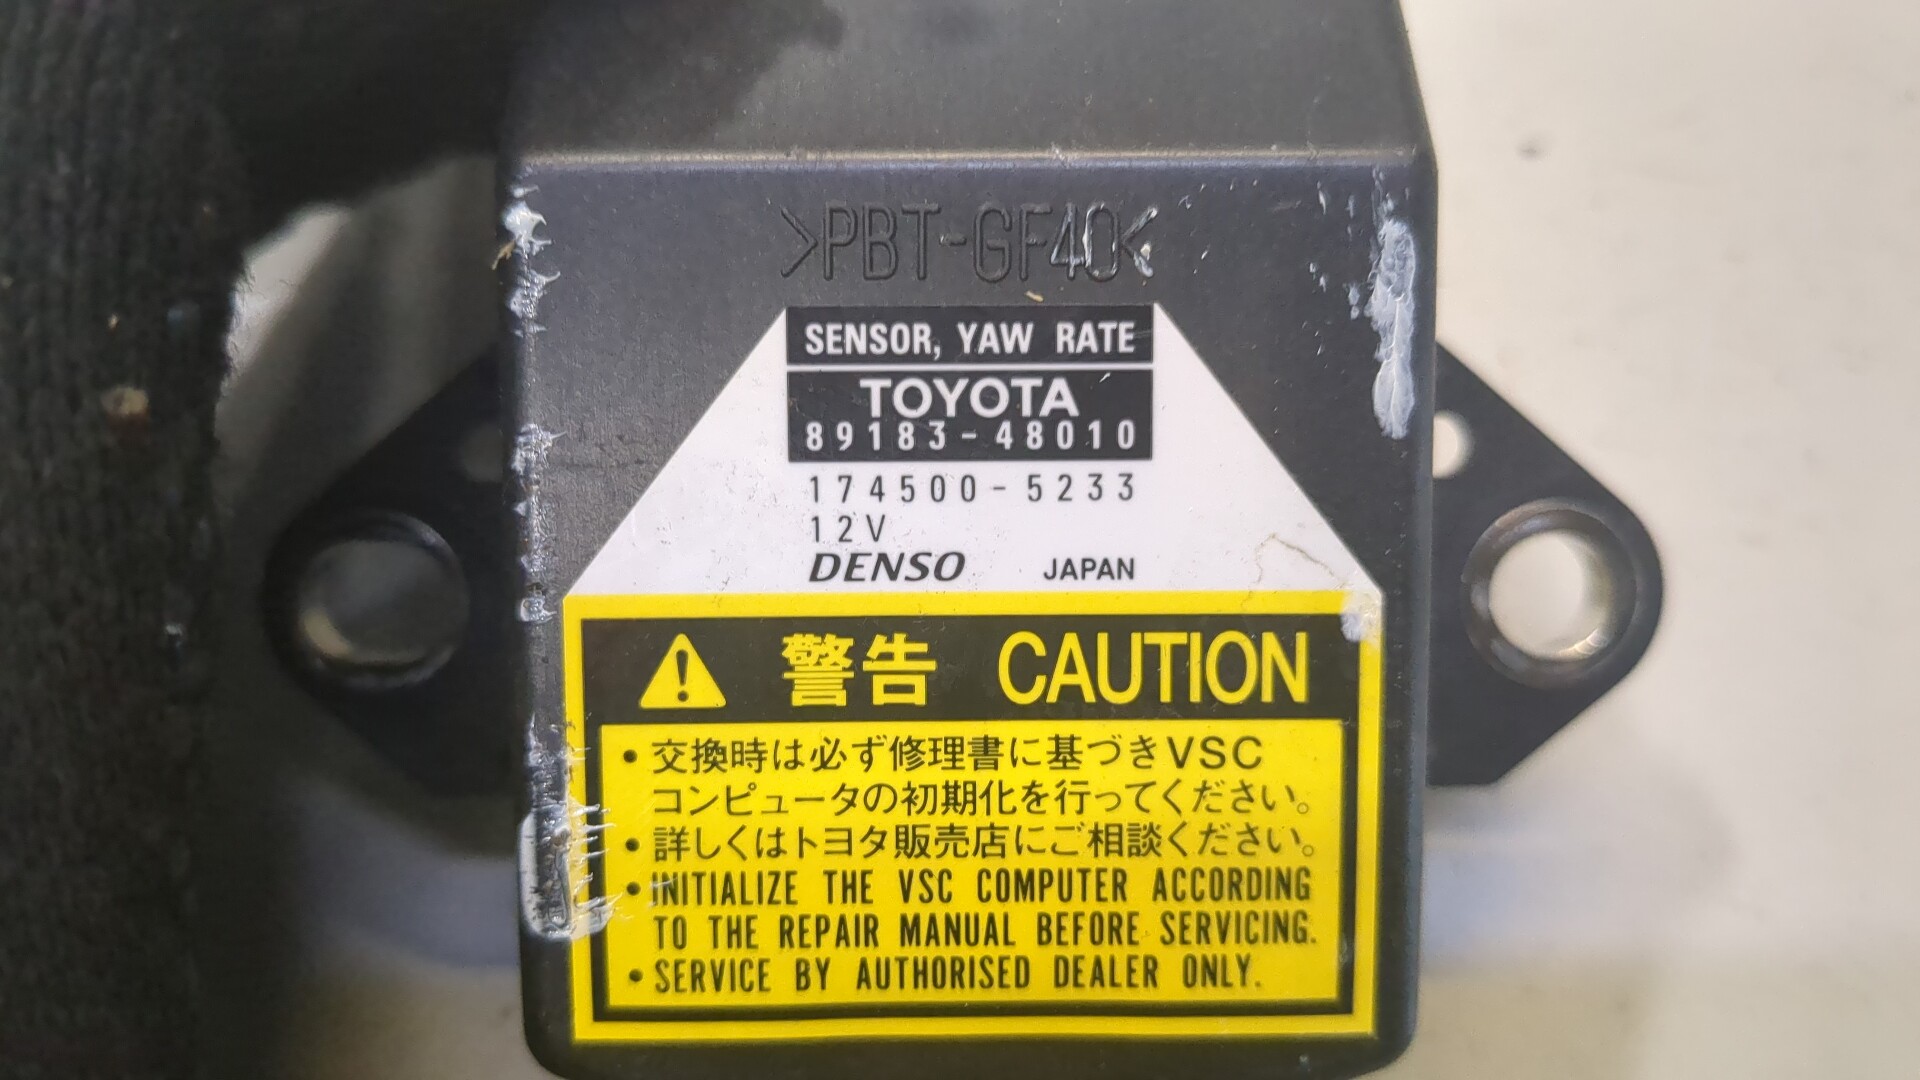 >PBT-GF40<
SENSOR, YAW RATE
TOYOTA
89183-48010
174500-5233
12V
DENSO JAPAN
警告 CAUTION
・交換時は必ず修理書に基づきVSC
コンピュータの初期化を行ってください。
・詳しくはトヨタ販売店にご相談ください。
・INITIALIZE THE VSC COMPUTER ACCORDING
TO THE REPAIR MANUAL BEFORE SERVICING.
・SERVICE BY AUTHORISED DEALER ONLY.